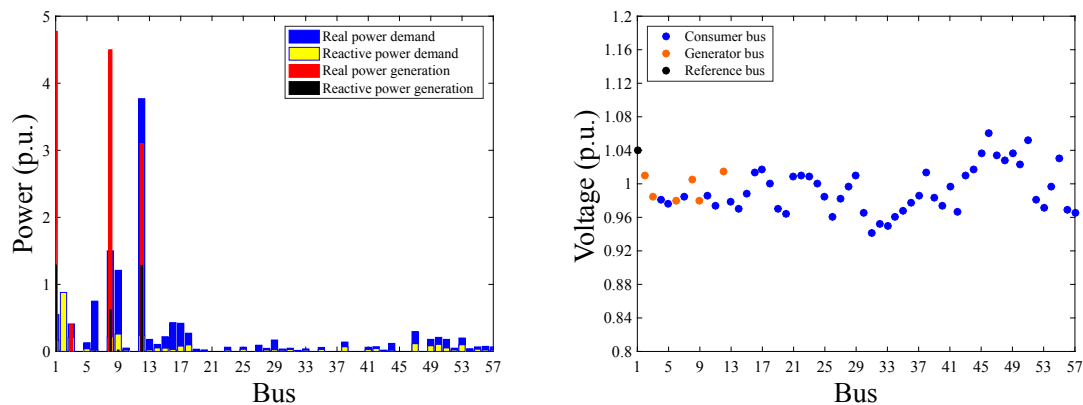 5
4
3
2
1
0
Power (p.u.)
Real power demand
Reactive power demand
Real power generation
Reactive power generation
1 5 9 13 17 21 25 29 33 37 41 45 49 53 57
Bus
1.2
1.16
1.12
1.08
1.04
1
0.96
0.92
0.88
0.84
0.8
Voltage (p.u.)
Consumer bus
Generator bus
Reference bus
1 5 9 13 17 21 25 29 33 37 41 45 49 53 57
Bus